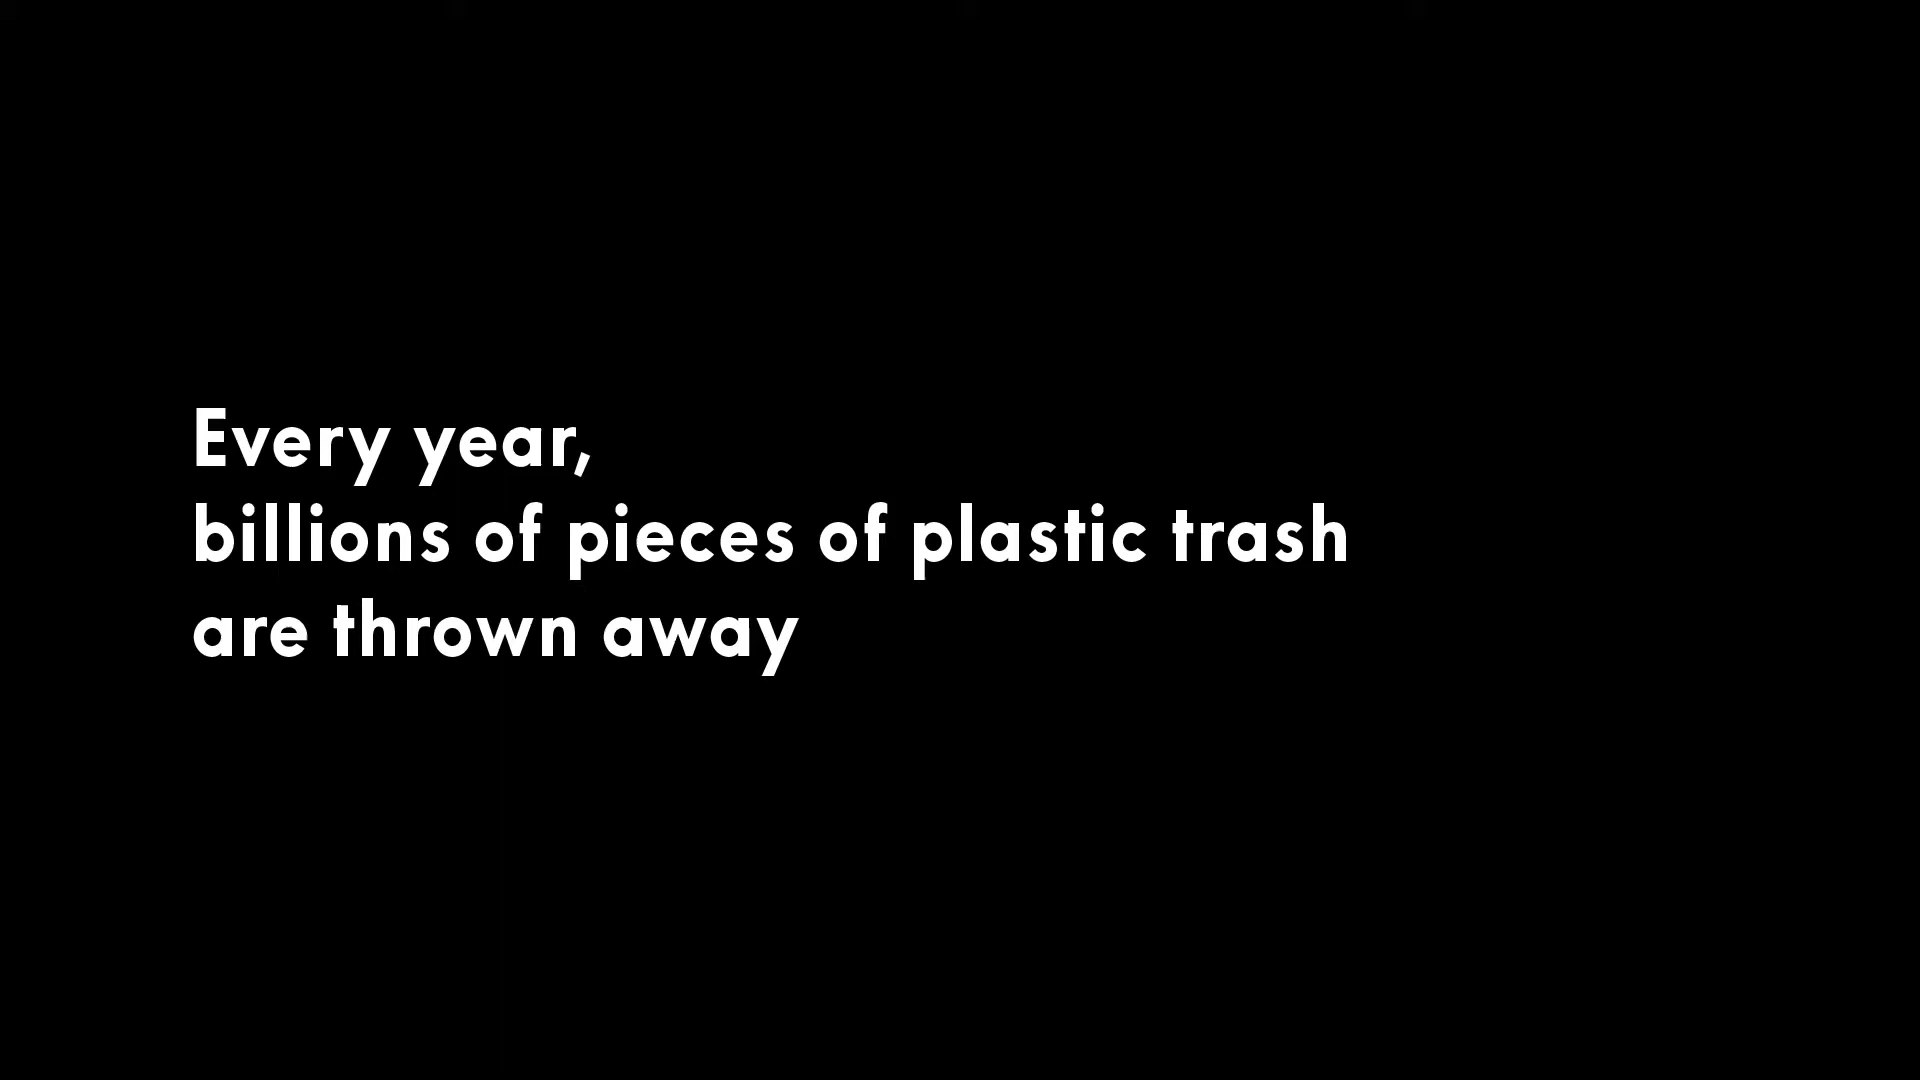 Every year,
billions of pieces of plastic trash
are thrown away